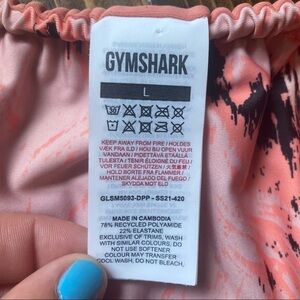 GYMSHARK
L
KEEP AWAY FROM FIRE / HOLDES
VÆK FRA ILD / HOU BIJ OPEN VUUR
VANDAAN / PIDETTÄVÄ ETÄÄLLÄ
TULESTA / TENIR ÉLOIGNÉ DU FEU /
VOR FEUER SCHÜTZEN /
HOLD BORTE FRA FLAMMER /
MANTENER ALEJADO DEL FUEGO /
SKYDDA MOT ELD
GLSM5093-DPP - SS21-420
MADE IN CAMBODIA
78% RECYCLED POLYAMIDE
22% ELASTANE
EXCLUSIVE OF TRIMS, WASH
WITH SIMILAR COLOURS, DO
NOT USE SOFTENER
COLOUR MAY TRANSFER
COOL WASH, DO NOT BLEACH.